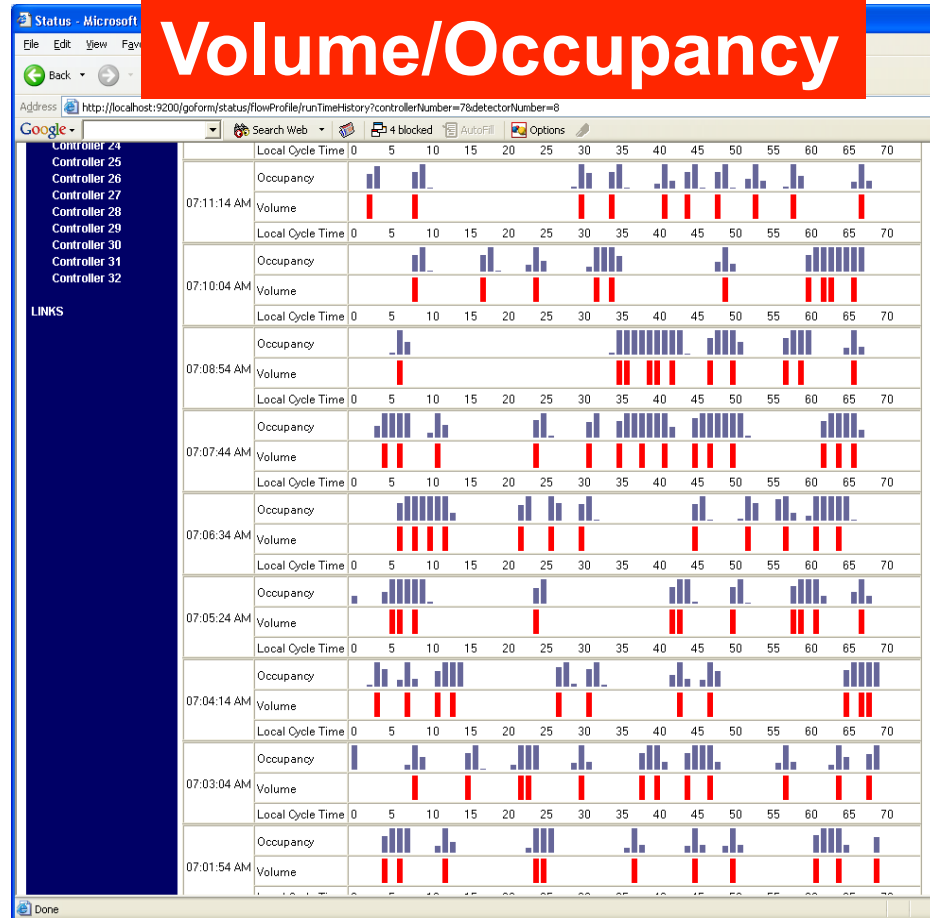 Status - Microsoft
Volume/Occupancy
File Edit View Fav
Back
Address http://localhost:9200/goform/status/flowProfile/runTimeHistory?controllerNumber=7&detectorNumber=8
Google Search Web 4 blocked AutoFill Options
Controller 24
Controller 25
Controller 26
Controller 27
Controller 28
Controller 29
Controller 30
Controller 31
Controller 32
LINKS
Local Cycle Time 0 5 10 15 20 25 30 35 40 45 50 55 60 65 70
Occupancy
07:11:14 AM Volume
Local Cycle Time 0 5 10 15 20 25 30 35 40 45 50 55 60 65 70
Occupancy
07:10:04 AM Volume
Local Cycle Time 0 5 10 15 20 25 30 35 40 45 50 55 60 65 70
Occupancy
07:08:54 AM Volume
Local Cycle Time 0 5 10 15 20 25 30 35 40 45 50 55 60 65 70
Occupancy
07:07:44 AM Volume
Local Cycle Time 0 5 10 15 20 25 30 35 40 45 50 55 60 65 70
Occupancy
07:06:34 AM Volume
Local Cycle Time 0 5 10 15 20 25 30 35 40 45 50 55 60 65 70
Occupancy
07:05:24 AM Volume
Local Cycle Time 0 5 10 15 20 25 30 35 40 45 50 55 60 65 70
Occupancy
07:04:14 AM Volume
Local Cycle Time 0 5 10 15 20 25 30 35 40 45 50 55 60 65 70
Occupancy
07:03:04 AM Volume
Local Cycle Time 0 5 10 15 20 25 30 35 40 45 50 55 60 65 70
Occupancy
07:01:54 AM Volume
Done